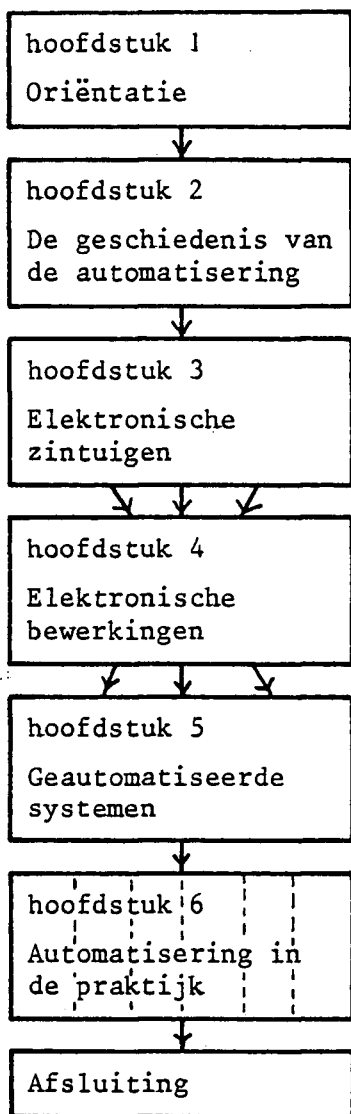 hoofdstuk 1
Oriëntatie
hoofdstuk 2
De geschiedenis van
de automatisering
hoofdstuk 3
Elektronische
zintuigen
hoofdstuk 4
Elektronische
bewerkingen
hoofdstuk 5
Geautomatiseerde
systemen
hoofdstuk 6
Automatisering in
de praktijk
Afsluiting